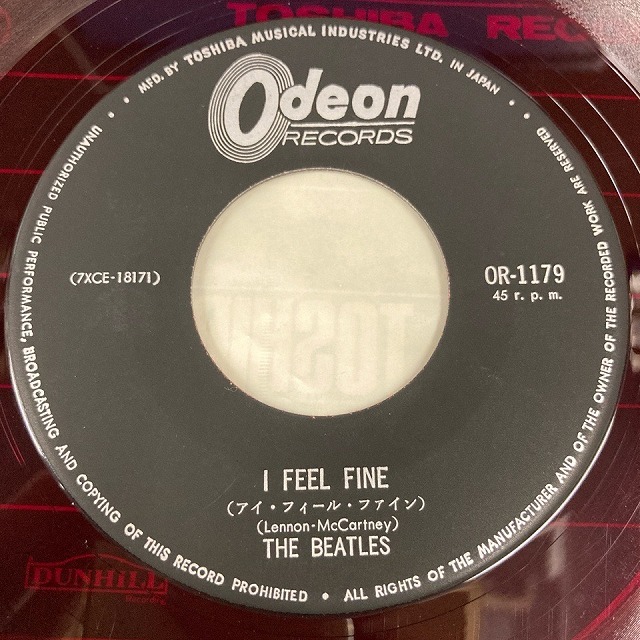 TOSHIBA RECO
MFD. BY TOSHIBA MUSICAL INDUSTRIES LTD. IN JAPAN
Odeon
RECORDS
UNAUTHORIZED PUBLIC PERFORMANCE, BROADCASTING AND COPYING OF THIS RECORD PROHIBITED • ALL RIGHTS OF THE MANUFACTURER AND OF THE OWNER OF THE RECORDED WORK ARE RESERVED
(7XCE-18171)
OR-1179
45 r. p. m.
TOSH
I FEEL FINE
(アイ・フィール・ファイン)
(Lennon-McCartney)
THE BEATLES
DUNHILL